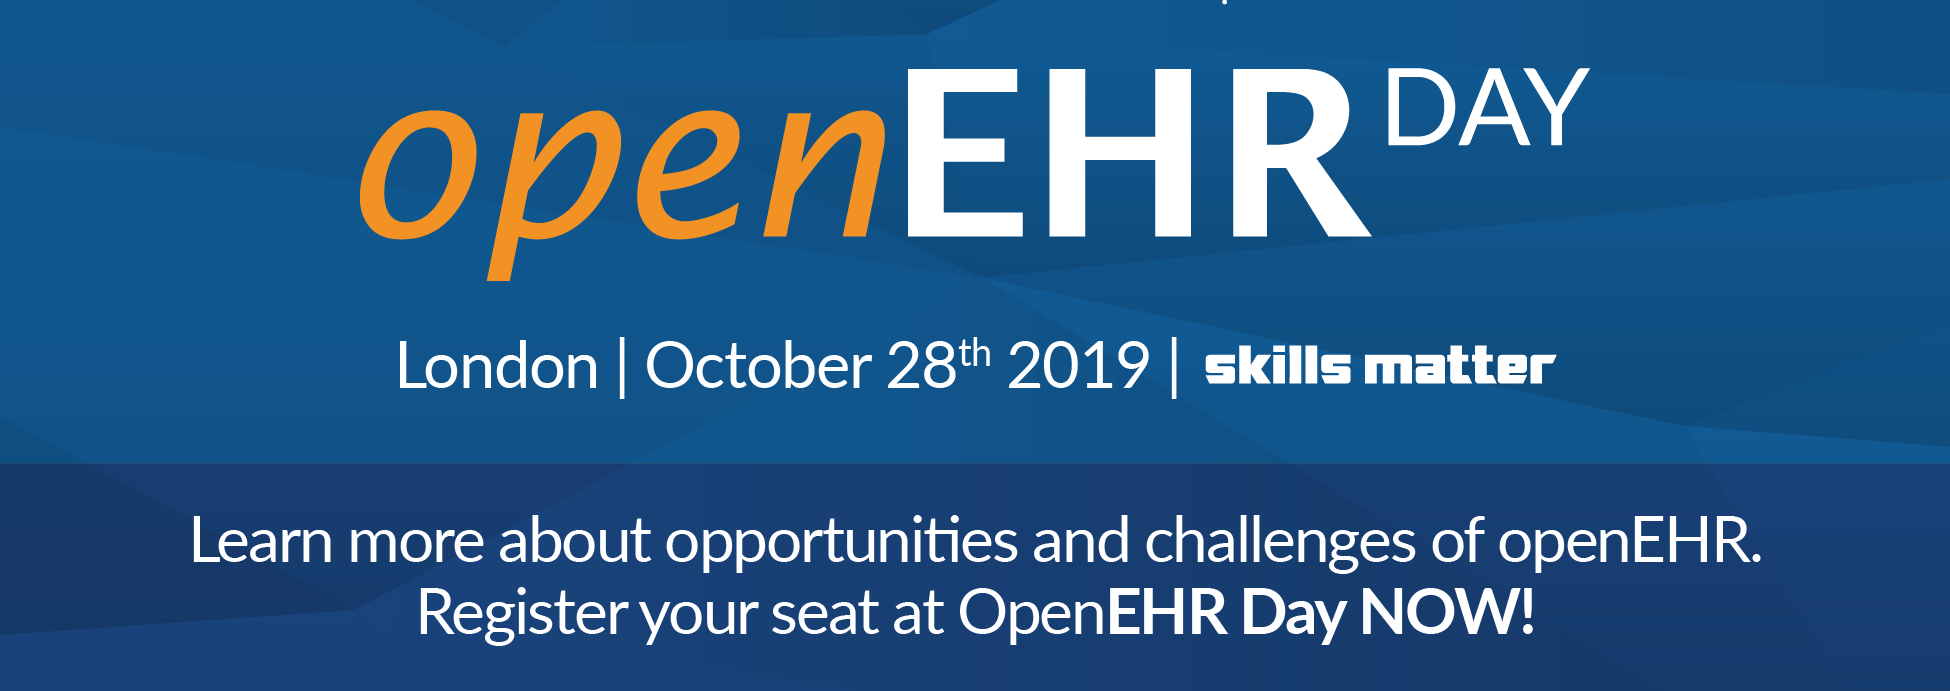 openEHR DAY
London | October 28th 2019 | skills matter
Learn more about opportunities and challenges of openEHR.
Register your seat at OpenEHR Day NOW!